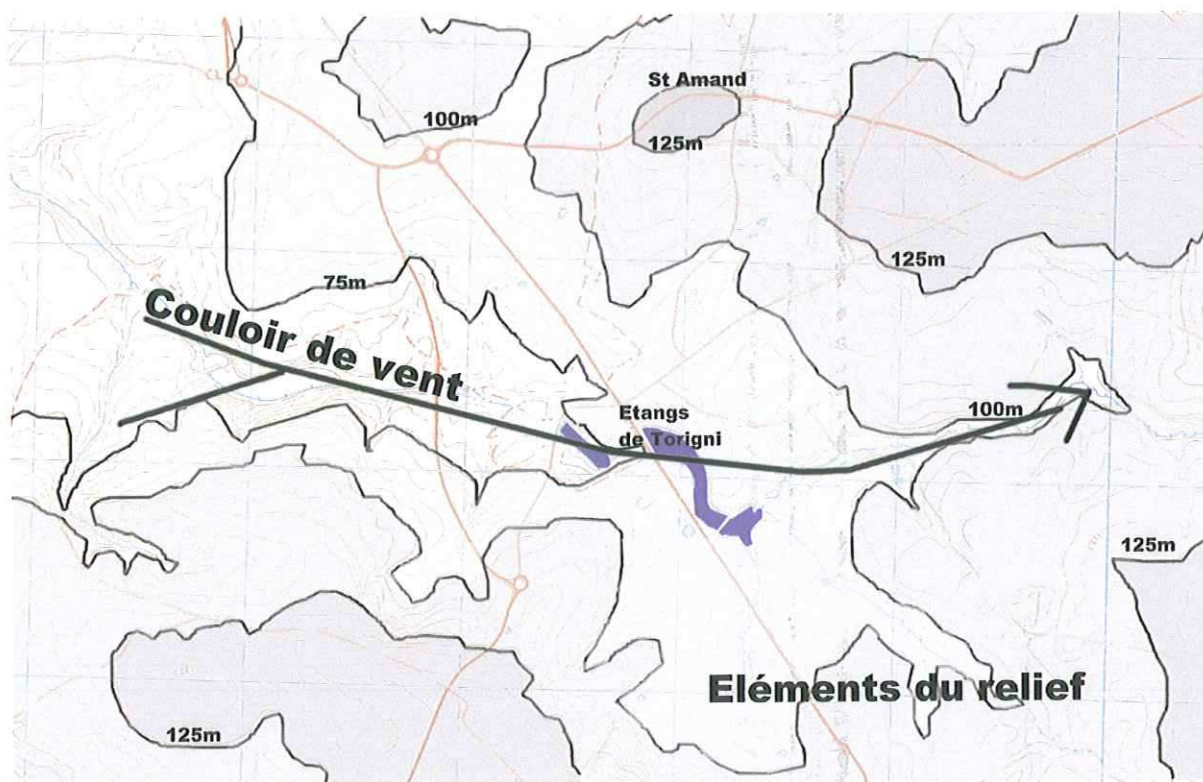 St Amand
100m
125m
125m
75m
Couloir de vent
Etangs
de Torigni
100m
125m
Eléments du relief
125m